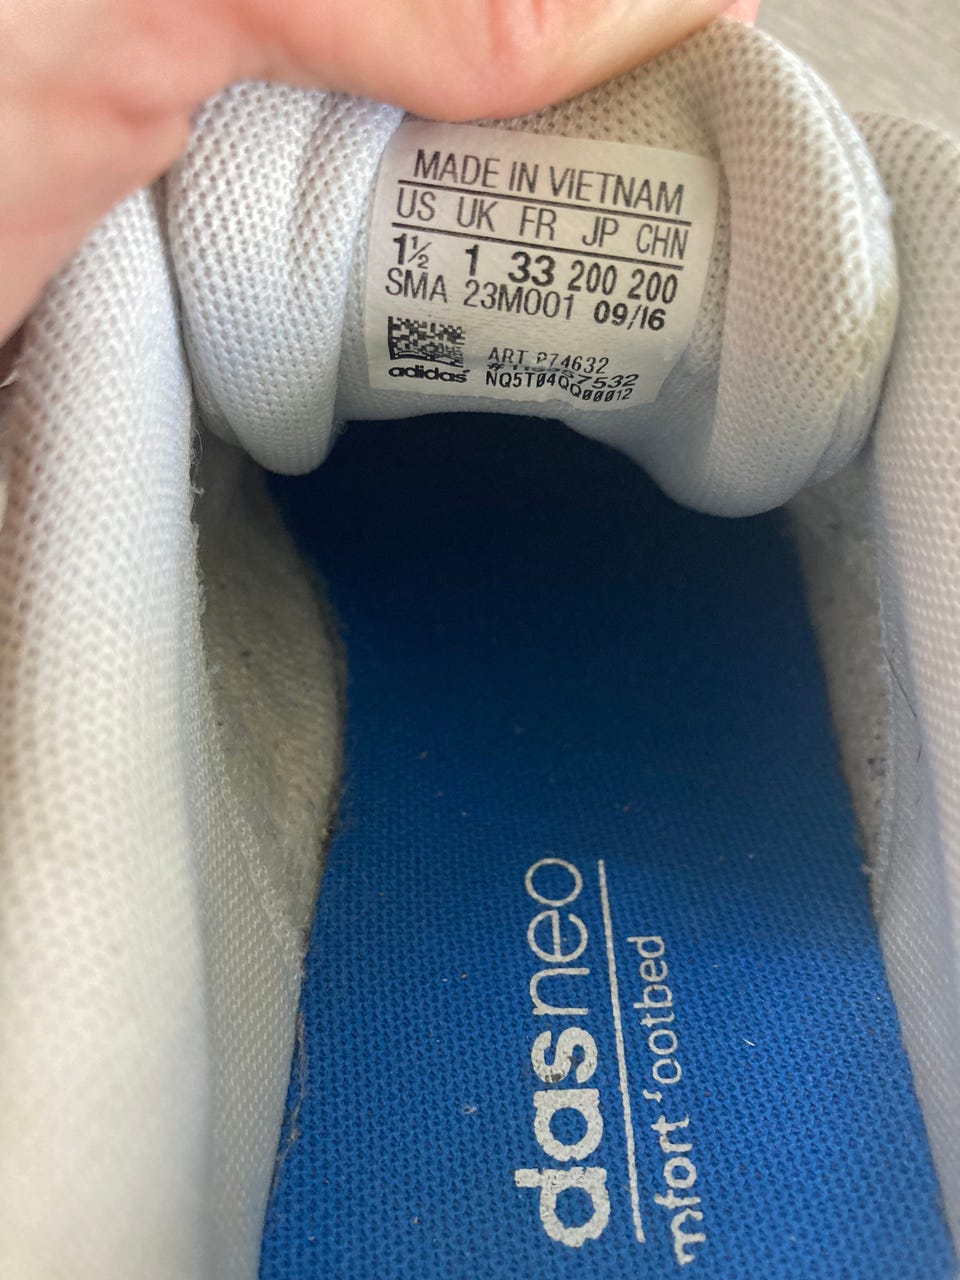 MADE IN VIETNAM
US UK FR JP CHN
1½ 1 33 200 200
SMA 23M001 09/16
ART P74632
adidas
NQ5T04QQ00012
dasneo
mfort footbed